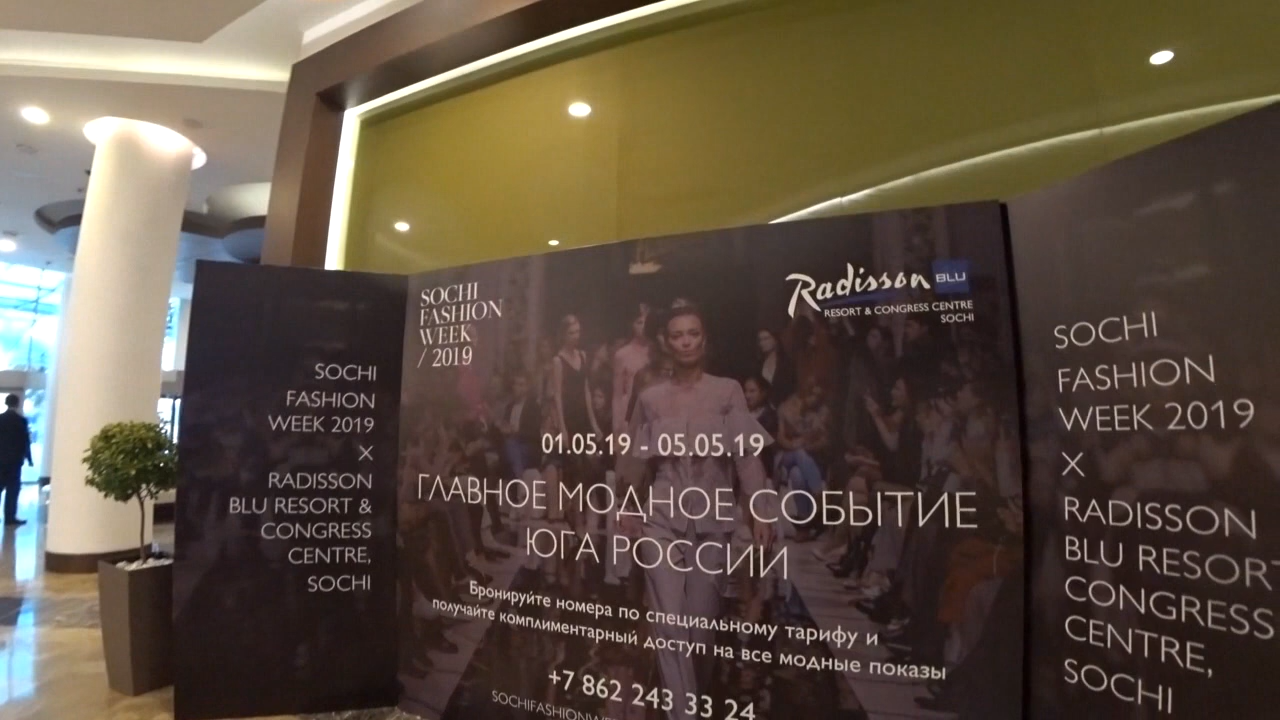 SOCHI
FASHION
WEEK 2019
X
RADISSON
BLU RESORT &
CONGRESS
CENTRE,
SOCHI
SOCHI
FASHION
WEEK
/ 2019
Radisson BLU
RESORT & CONGRESS CENTRE
SOCHI
01.05.19 - 05.05.19
ГЛАВНОЕ МОДНОЕ СОБЫТИЕ
ЮГА РОССИИ
Бронируйте номера по специальному тарифу и
получайте комплиментарный доступ на все модные показы
+7 862 243 33 24
SOCHI
FASHION
WEEK 2019
X
RADISSON
BLU RESORT
CONGRESS
CENTRE,
SOCHI